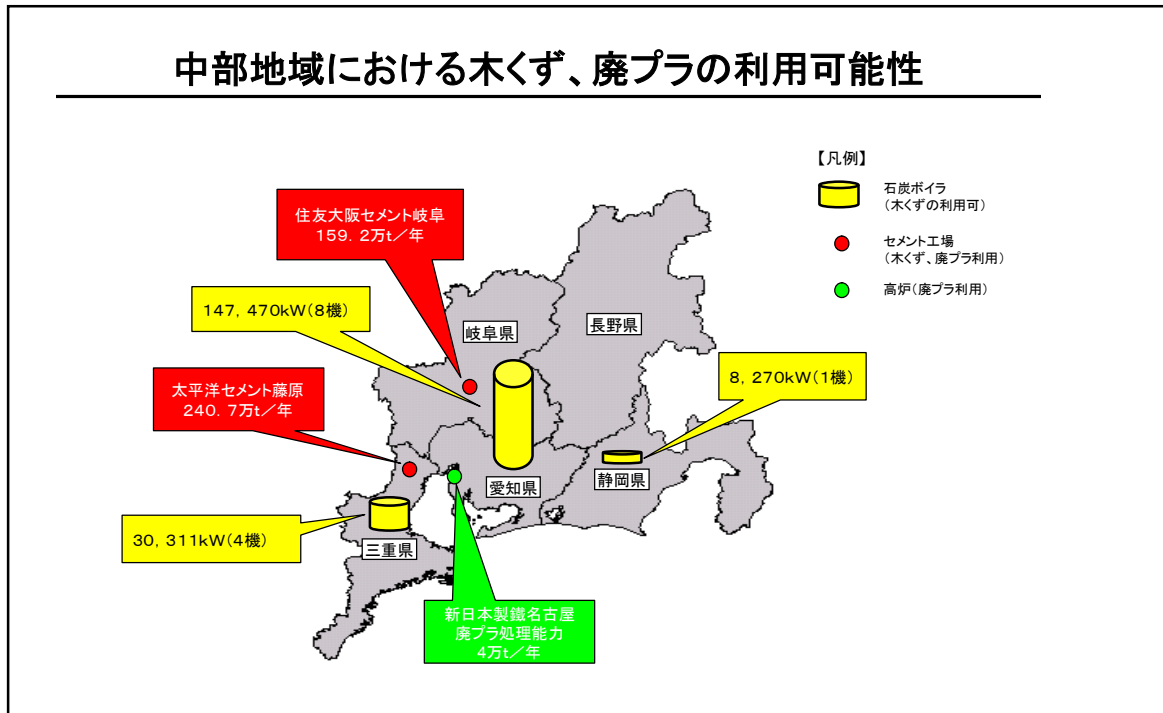 中部地域における木くず、廃プラの利用可能性
【凡例】
石炭ボイラ
(木くずの利用可)
セメント工場
(木くず、廃プラ利用)
高炉(廃プラ利用)
住友大阪セメント岐阜
159．2万t／年
147，470kW(8機)
岐阜県
長野県
8，270kW(1機)
太平洋セメント藤原
240．7万t／年
愛知県
静岡県
30，311kW(4機)
三重県
新日本製鐵名古屋
廃プラ処理能力
4万t／年